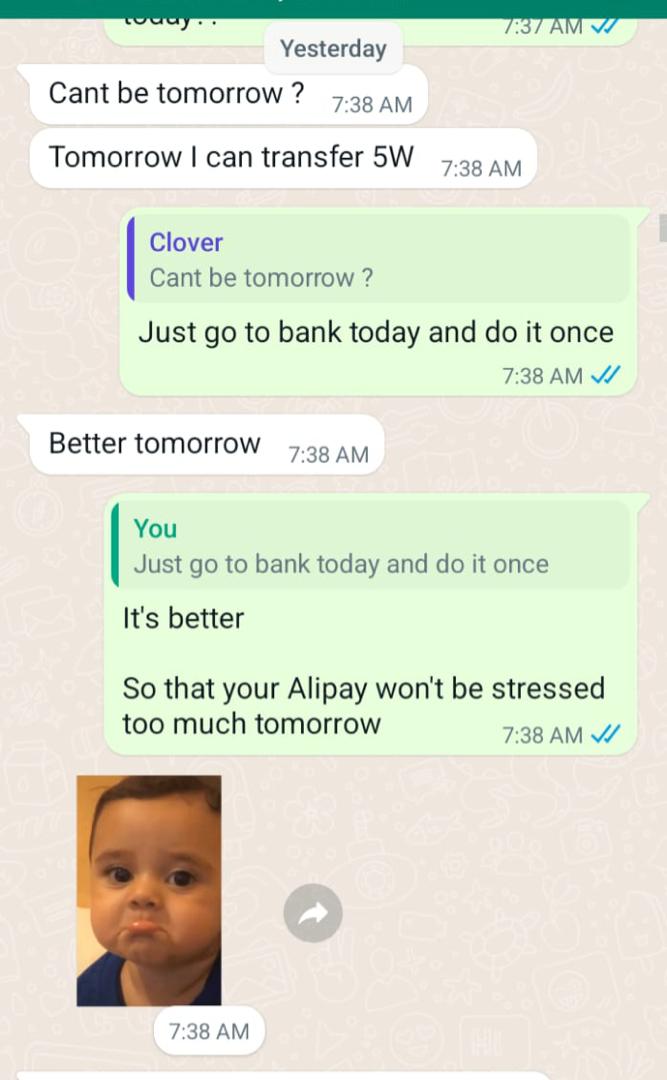 today??
7:37 AM
Yesterday
Cant be tomorrow ?
7:38 AM
Tomorrow I can transfer 5W
7:38 AM
Clover
Cant be tomorrow ?
Just go to bank today and do it once
7:38 AM
Better tomorrow
7:38 AM
You
Just go to bank today and do it once
It's better
So that your Alipay won't be stressed
too much tomorrow
7:38 AM
7:38 AM